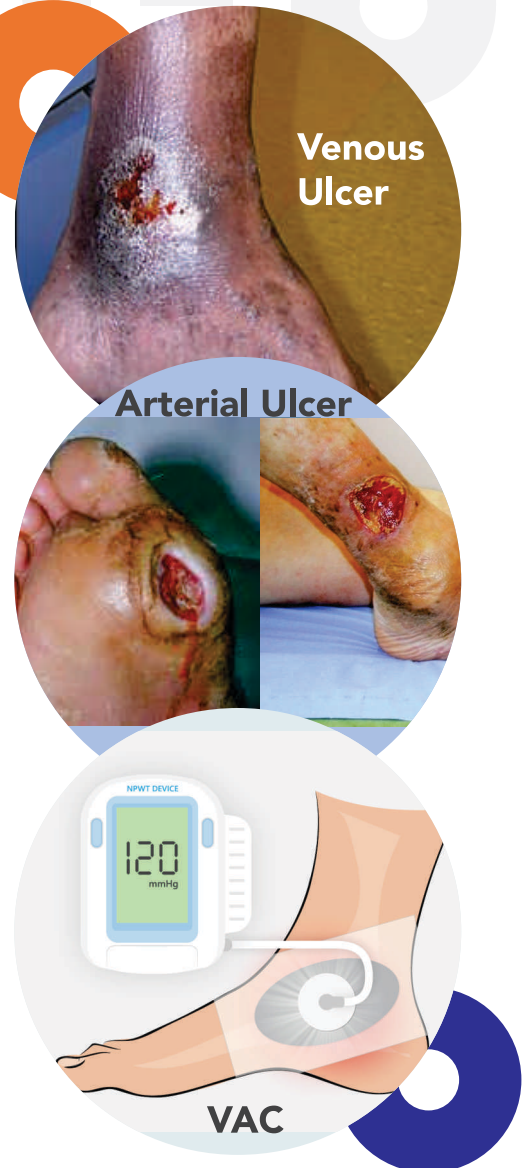 Venous
Ulcer
Arterial Ulcer
NPWT DEVICE
120
mmHg
VAC